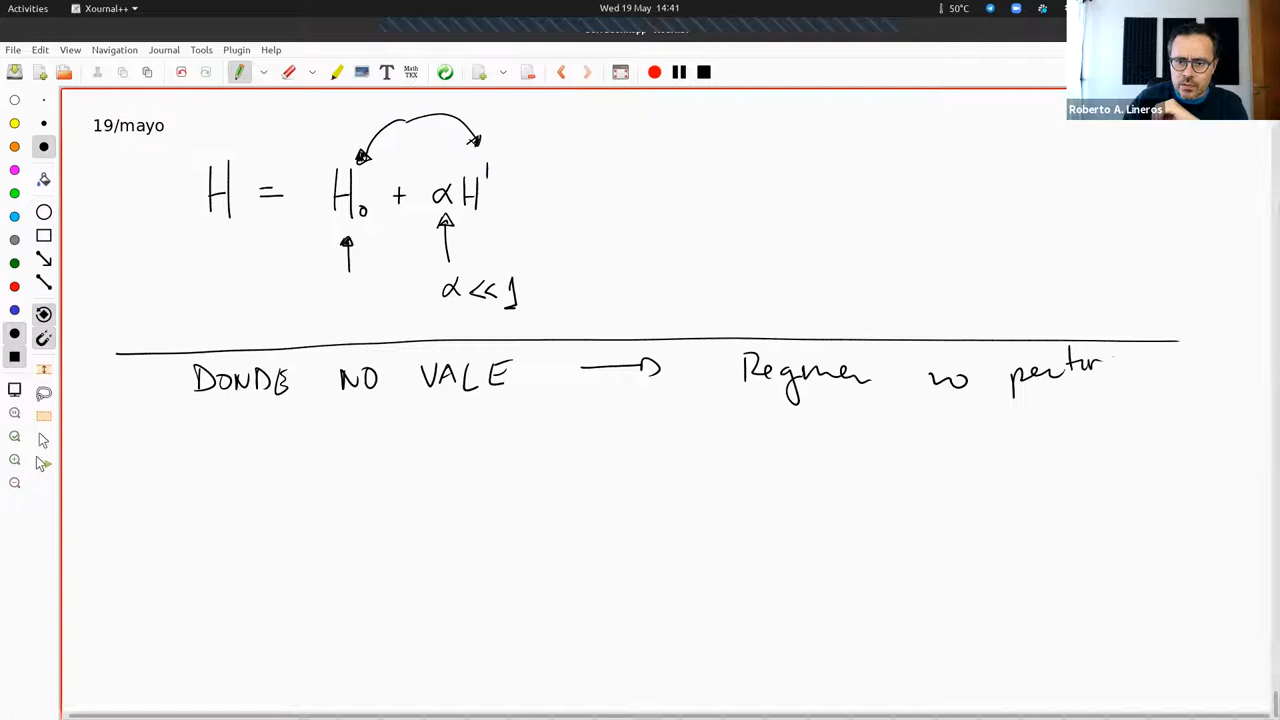 Activities Xournal++ Wed 19 May 14:41 50°C
File Edit View Navigation Journal Tools Plugin Help
Roberto A. Lineros
19/mayo
H = H₀ + αH'
α << 1
DONDE NO VALE → Regimen no pertur